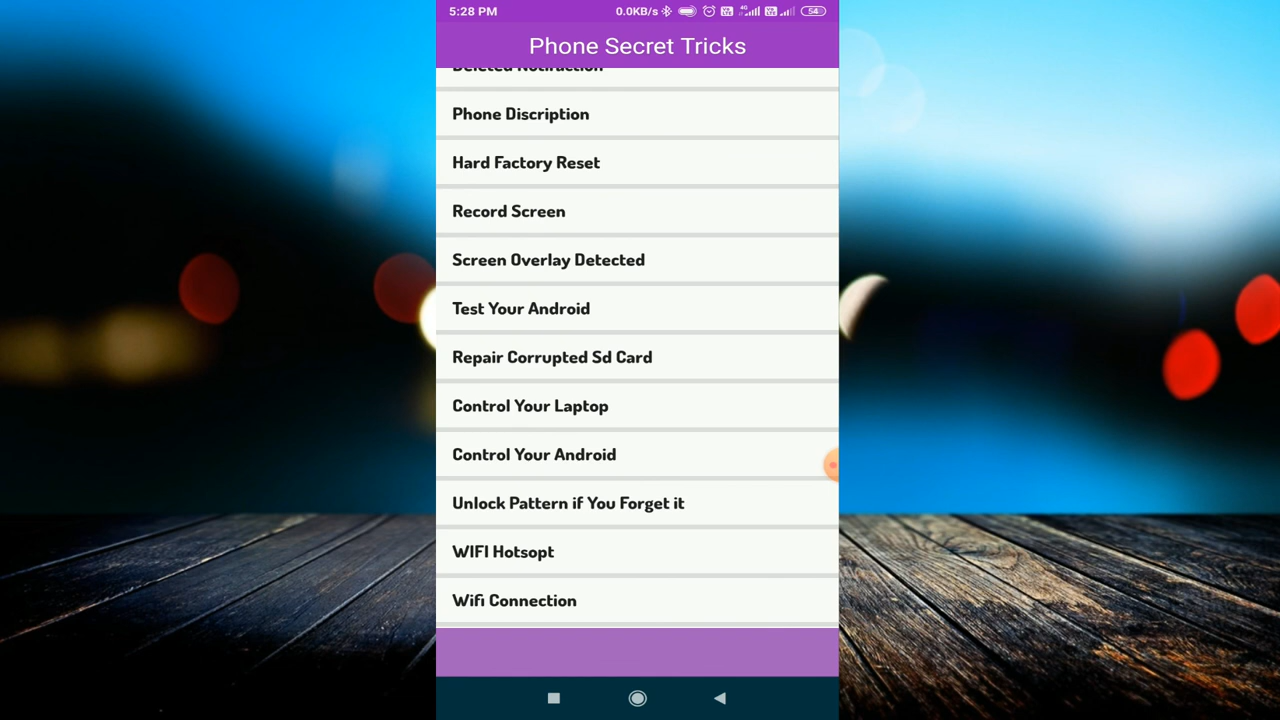 5:28 PM
0.0KB/s
4G
54
Phone Secret Tricks
Phone Discription
Hard Factory Reset
Record Screen
Screen Overlay Detected
Test Your Android
Repair Corrupted Sd Card
Control Your Laptop
Control Your Android
Unlock Pattern if You Forget it
WIFI Hotsopt
Wifi Connection